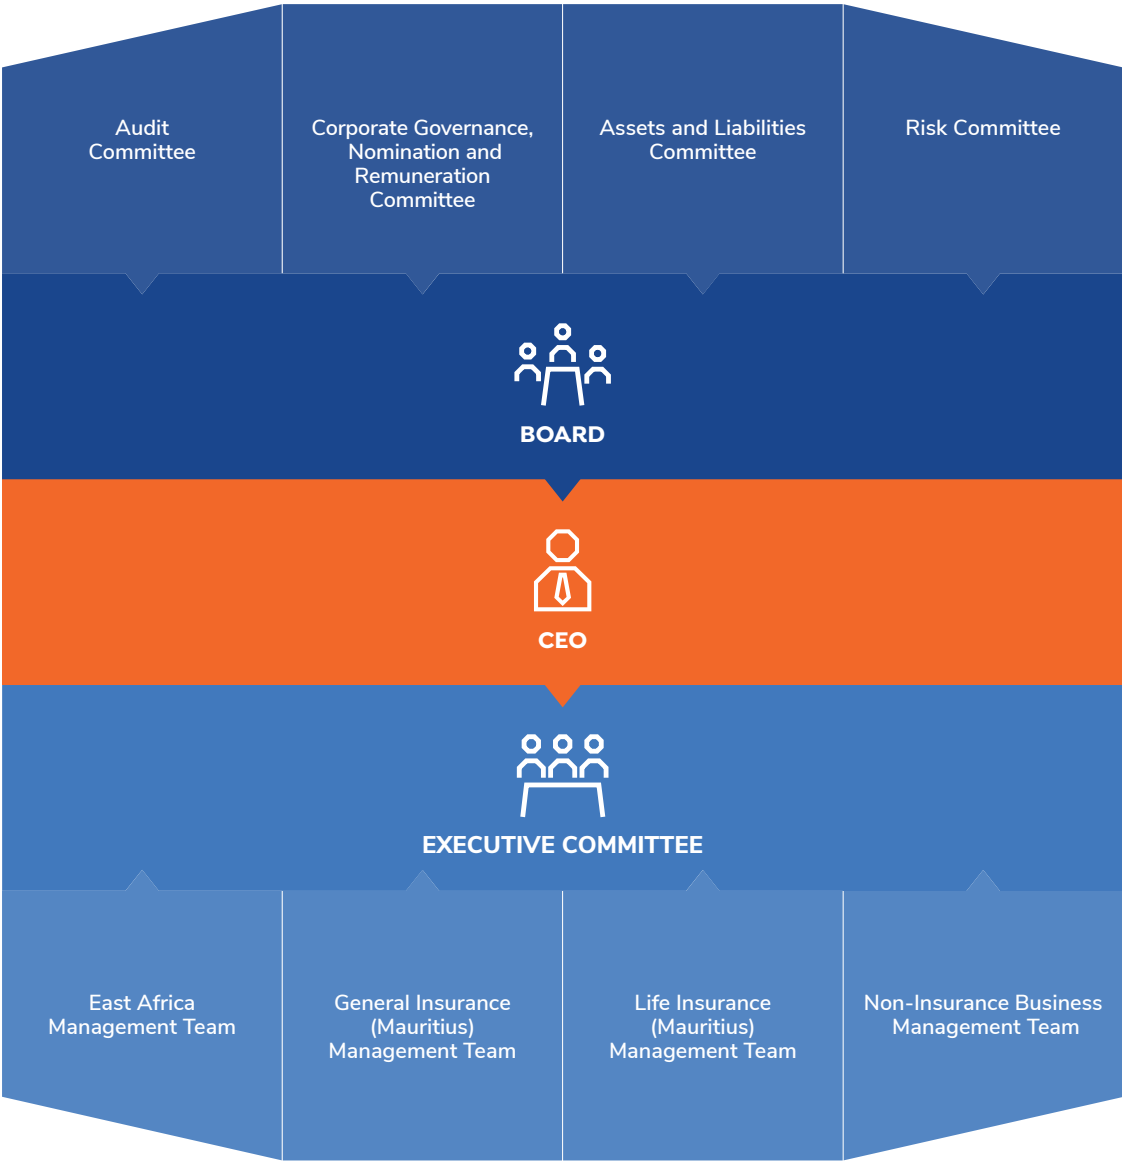 Audit
Committee
Corporate Governance,
Nomination and
Remuneration
Committee
Assets and Liabilities
Committee
Risk Committee
BOARD
CEO
EXECUTIVE COMMITTEE
East Africa
Management Team
General Insurance
(Mauritius)
Management Team
Life Insurance
(Mauritius)
Management Team
Non-Insurance Business
Management Team